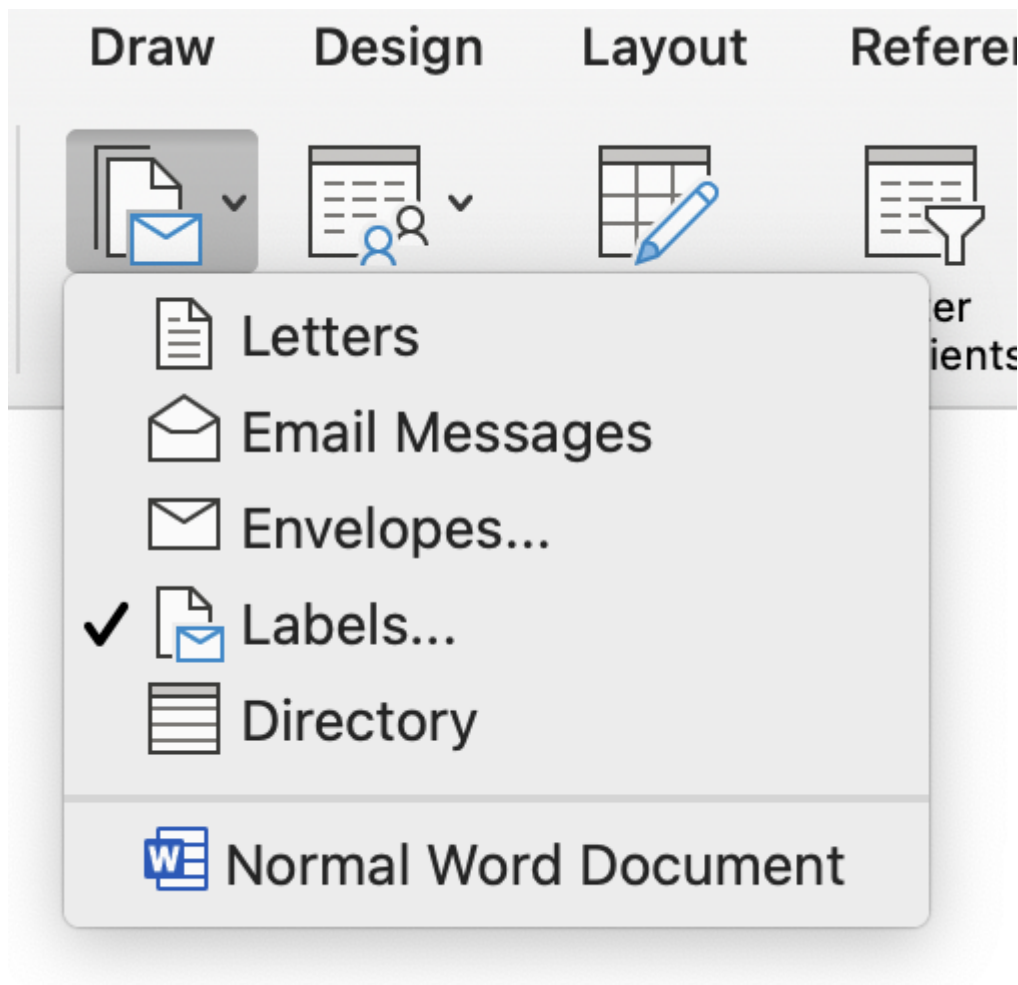 Draw Design Layout
Letters
Email Messages
Envelopes...
Labels...
Directory
W Normal Word Document